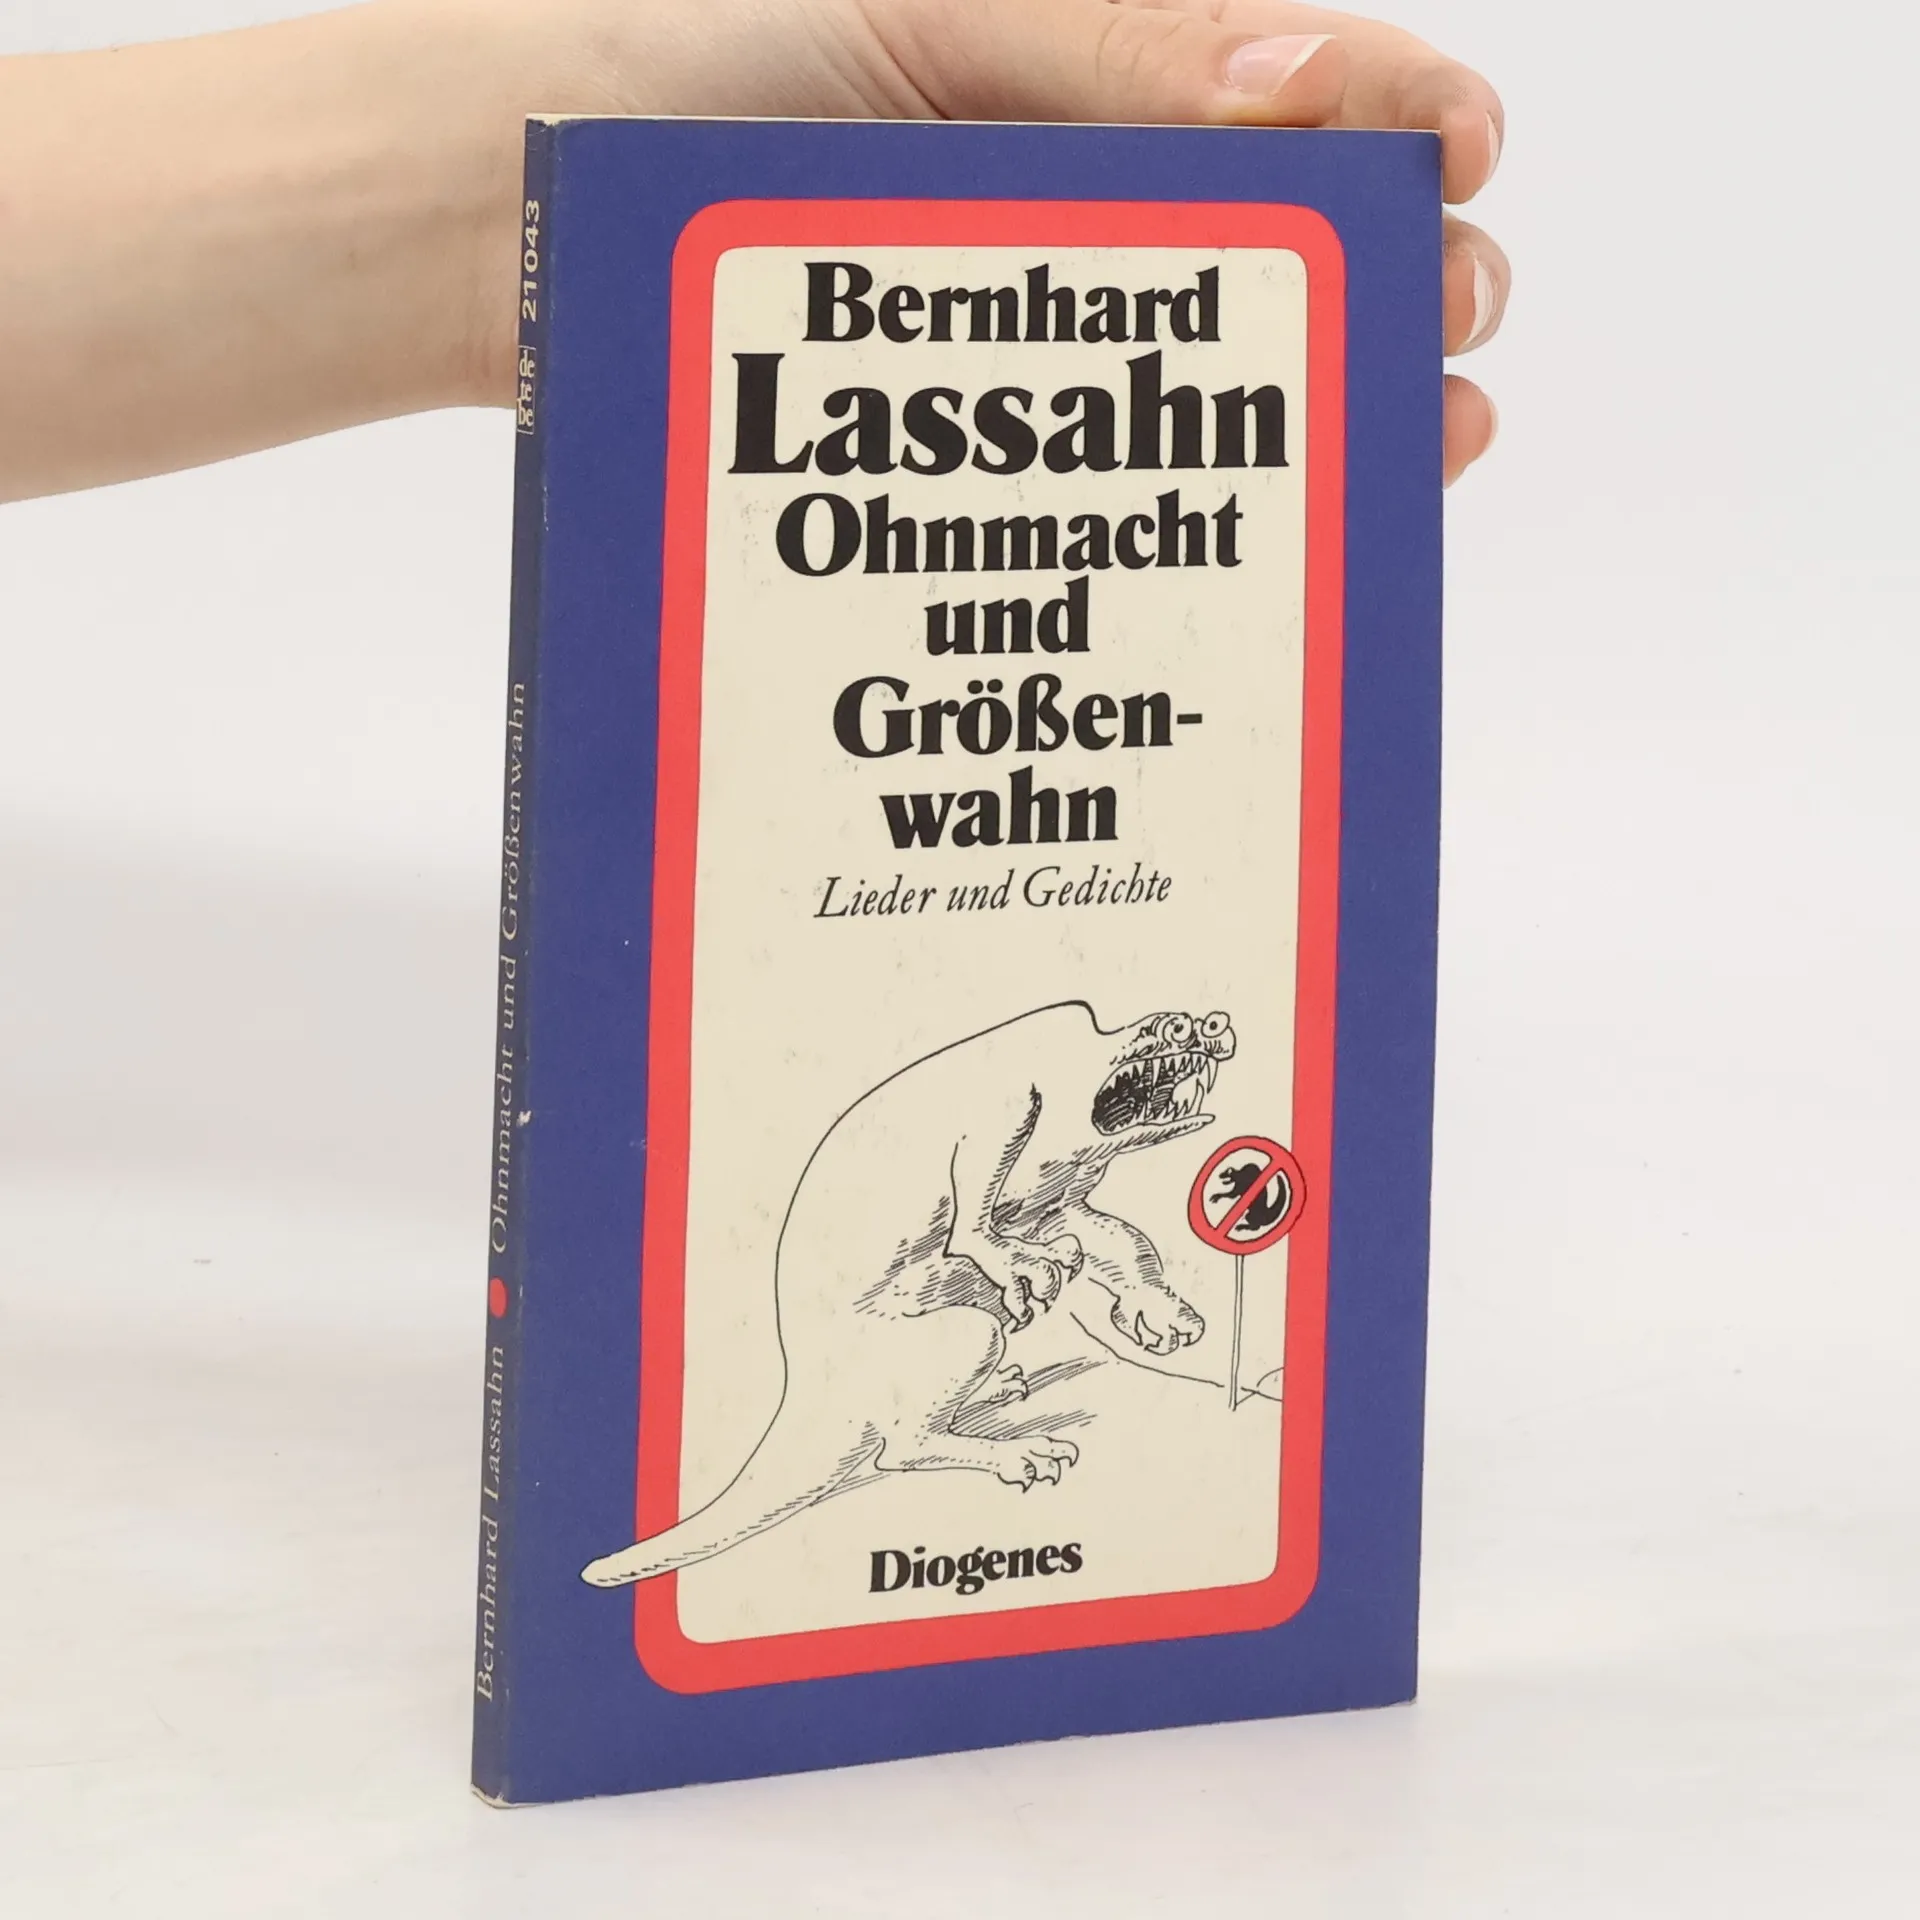 Bernhard
Lassahn
Ohnmacht
und
Größen-
wahn
Lieder und Gedichte
Diogenes
Bernhard Lassahn ● Ohnmacht und Größenwahn
de
te
be
21043